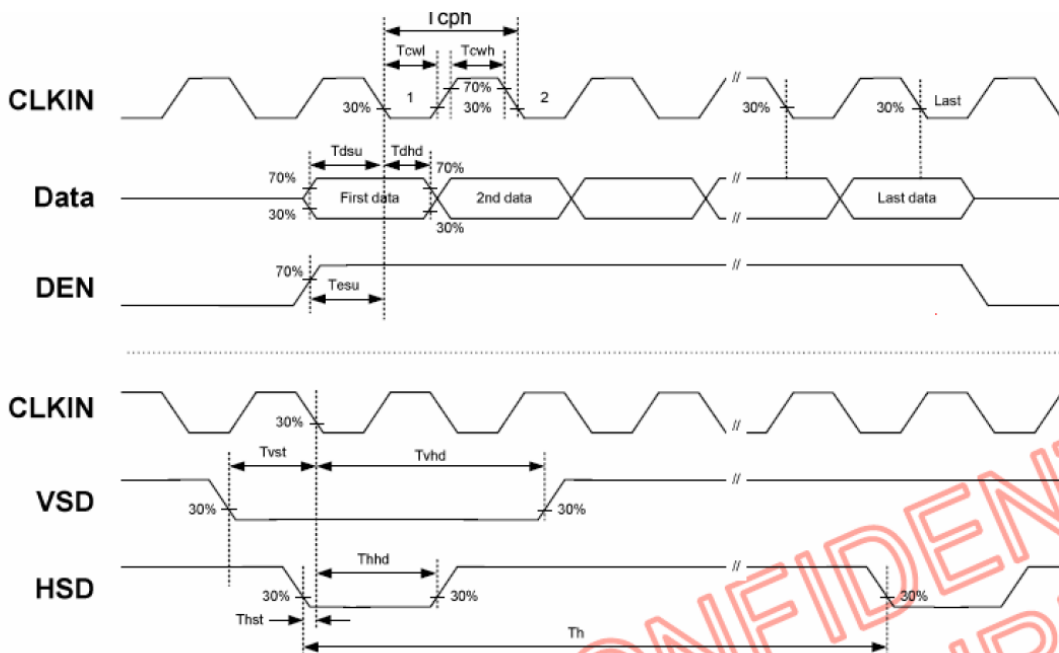 Tcph
Tcwl Tcwh
CLKIN 30% 1 70% 30% 2 // 30% 30% Last
Tdsu Tdhd
Data 70% 30% First data 70% 30% 2nd data // // Last data
DEN 70% Tesu //
CLKIN 30% //
Tvst Tvhd
VSD 30% 30% //
Thhd
HSD 30% 30% // 30%
Thst
Th